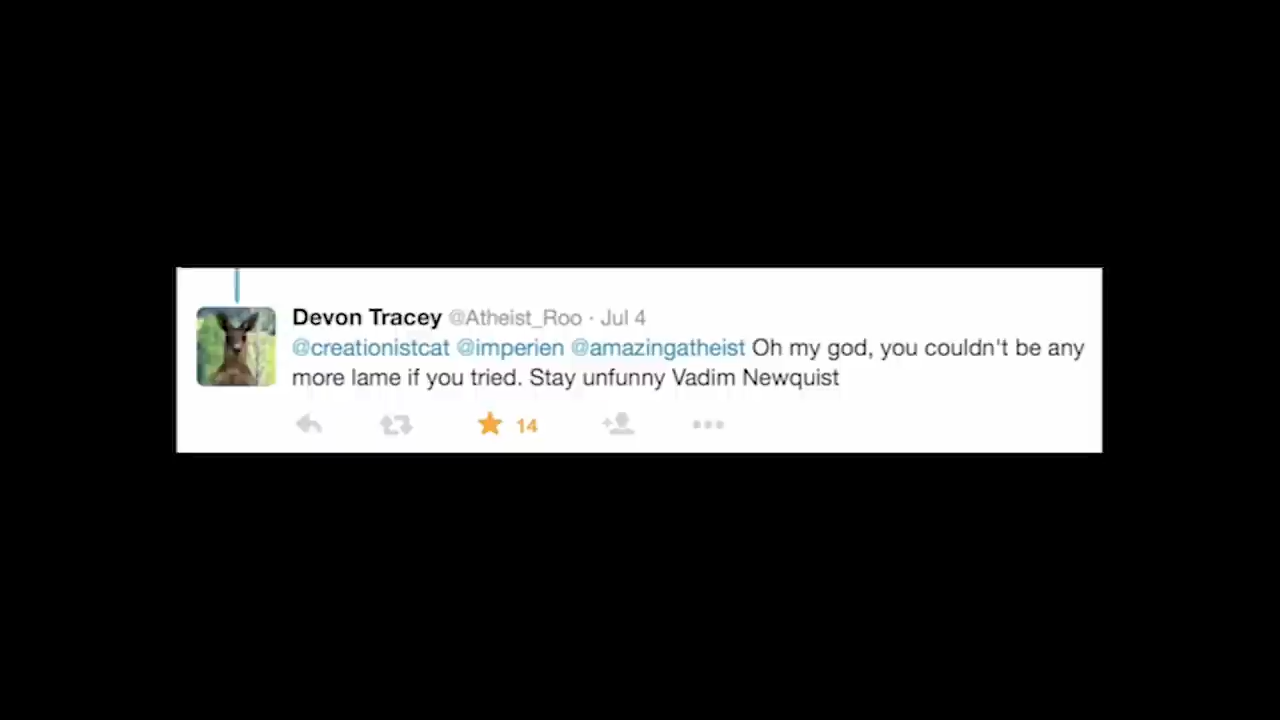 Devon Tracey @Atheist_Roo · Jul 4
@creationistcat @imperien @amazingatheist Oh my god, you couldn't be any
more lame if you tried. Stay unfunny Vadim Newquist
14